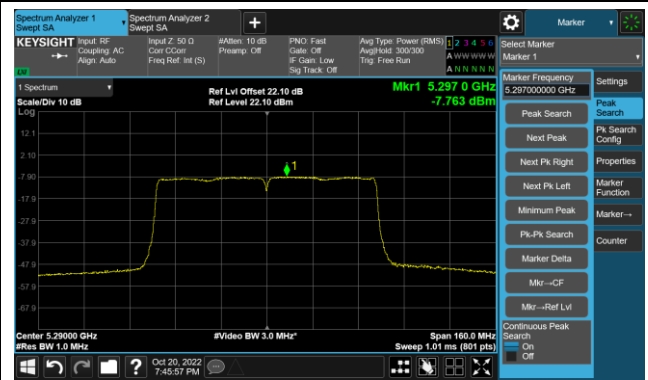 Spectrum Analyzer 1
Swept SA
Spectrum Analyzer 2
Swept SA
+
Marker
KEYSIGHT
Input: RF
Coupling: AC
Align: Auto
Input Z: 50 Ω
Corr CCorr
Freq Ref: Int (S)
#Atten: 10 dB
Preamp: Off
PNO: Fast
Gate: Off
IF Gain: Low
Sig Track: Off
Avg Type: Power (RMS)
Avg|Hold: 300/300
Trig: Free Run
1 2 3 4 5 6
A W W W W W
A N N N N N
LXI
Select Marker
Marker 1
1 Spectrum
Scale/Div 10 dB
Log
Ref Lvl Offset 22.10 dB
Ref Level 22.10 dBm
Mkr1 5.297 0 GHz
-7.763 dBm
Marker Frequency
5.297000000 GHz
Settings
Peak Search
Peak
Search
Next Peak
Pk Search
Config
Next Pk Right
Properties
Next Pk Left
Marker
Function
Minimum Peak
Marker→
Pk-Pk Search
Counter
Marker Delta
Mkr→CF
Mkr→Ref Lvl
Continuous Peak
Search
On
Off
12.1
2.10
-7.90
-17.9
-27.9
-37.9
-47.9
-57.9
-67.9
1
Center 5.29000 GHz
#Res BW 1.0 MHz
#Video BW 3.0 MHz*
Span 160.0 MHz
Sweep 1.01 ms (801 pts)
?
Oct 20, 2022
7:45:57 PM